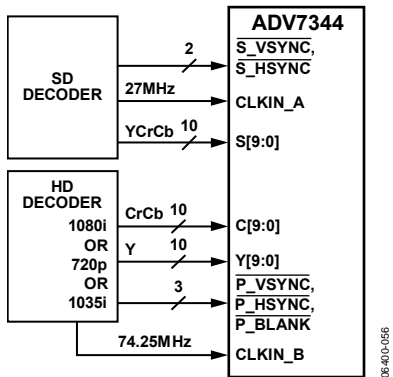 ADV7344
SD
DECODER
2
S_VSYNC,
S_HSYNC
27MHz
CLKIN_A
YCrCb 10
S[9:0]
HD
DECODER
1080i
OR
720p
OR
1035i
CrCb 10
C[9:0]
Y 10
Y[9:0]
3
P_VSYNC,
P_HSYNC,
P_BLANK
74.25MHz
CLKIN_B
06400-056